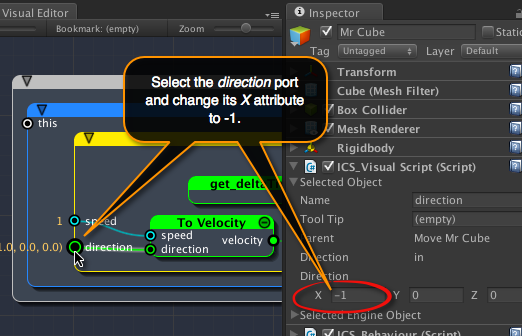 Visual Editor
Bookmark: (empty)
Zoom
this
Select the direction port
and change its X attribute
to -1.
get_delta
1
speed
To Velocity
speed
1.0, 0.0, 0.0)
direction
direction
velocity
Inspector
Mr Cube
Static
Tag
Untagged
Layer
Default
Transform
Cube (Mesh Filter)
Box Collider
Mesh Renderer
Rigidbody
ICS_Visual Script (Script)
Selected Object
Name
direction
Tool Tip
(empty)
Parent
Move Mr Cube
Direction
in
Direction
X
-1
Y
0
Z
0
Selected Engine Object
ICS_Behaviour (Script)